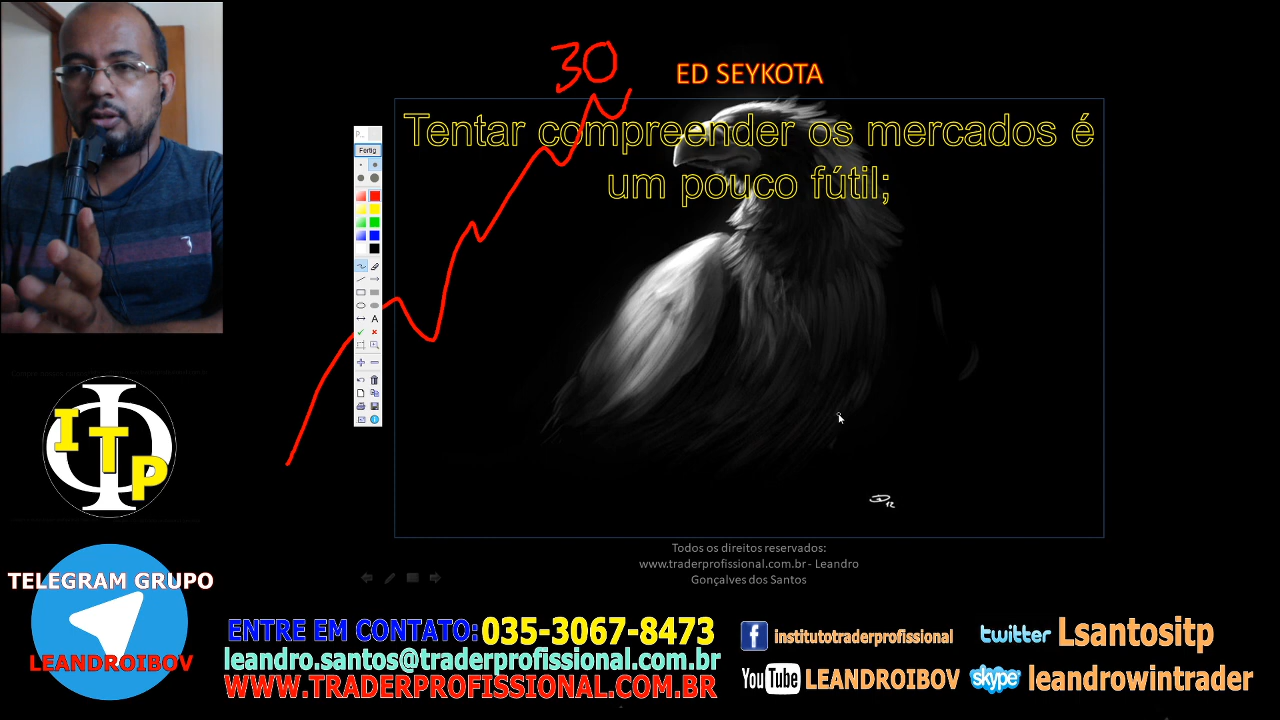 30
ED SEYKOTA
Tentar compreender os mercados é
um pouco fútil;
P...
Fertig
A
I T P
TELEGRAM GRUPO
LEANDROIBOV
Todos os direitos reservados:
www.traderprofissional.com.br - Leandro
Gonçalves dos Santos
ENTRE EM CONTATO: 035-3067-8473
leandro.santos@traderprofissional.com.br
WWW.TRADERPROFISSIONAL.COM.BR
f institutotraderprofissional
twitter Lsantositp
YouTube LEANDROIBOV
skype leandrowintrader